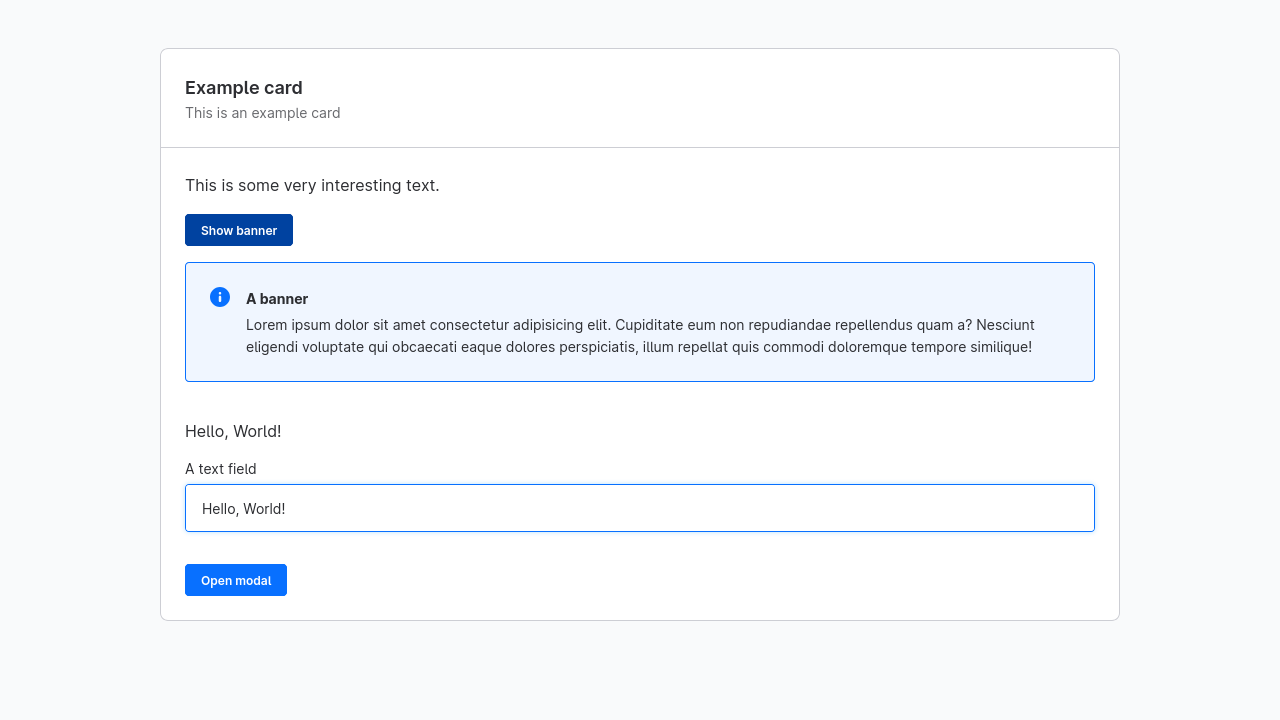 Example card
This is an example card
This is some very interesting text.
Show banner
A banner
Lorem ipsum dolor sit amet consectetur adipisicing elit. Cupiditate eum non repudiandae repellendus quam a? Nesciunt
eligendi voluptate qui obcaecati eaque dolores perspiciatis, illum repellat quis commodi doloremque tempore similique!
Hello, World!
A text field
Hello, World!
Open modal